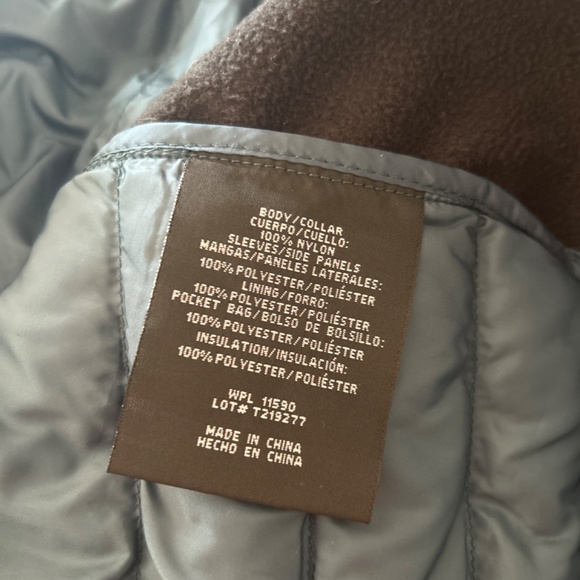 BODY/COLLAR
CUERPO/CUELLO:
100% NYLON
SLEEVES/SIDE PANELS
MANGAS/PANELES LATERALES:
100% POLYESTER/POLIÉSTER
LINING/FORRO:
100% POLYESTER/POLIÉSTER
POCKET BAG/BOLSO DE BOLSILLO:
100% POLYESTER/POLIÉSTER
INSULATION/INSULACIÓN:
100% POLYESTER/POLIÉSTER
WPL 11590
LOT# T219277
MADE IN CHINA
HECHO EN CHINA